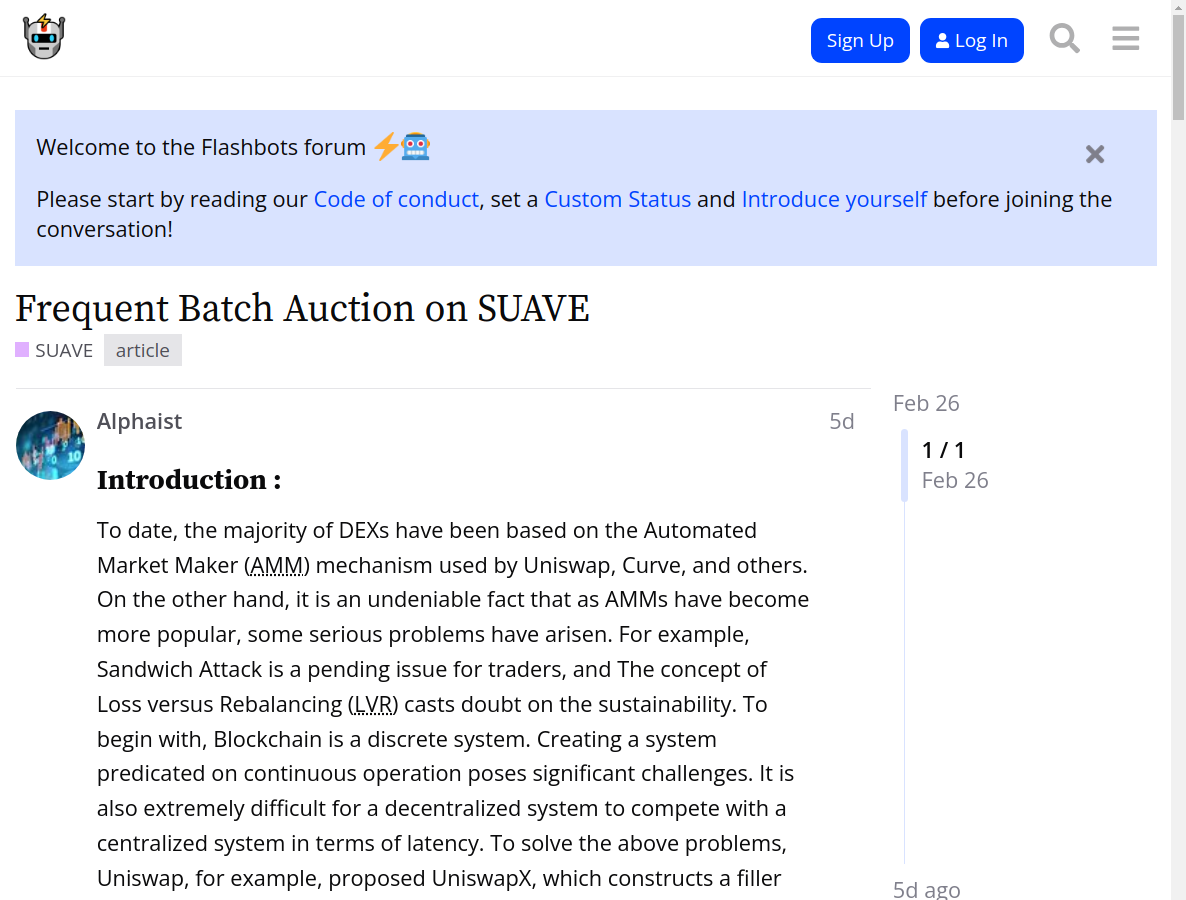 Sign Up
Log In
Welcome to the Flashbots forum
Please start by reading our Code of conduct, set a Custom Status and Introduce yourself before joining the
conversation!
Frequent Batch Auction on SUAVE
SUAVE article
Alphaist 5d
Feb 26
1 / 1
Feb 26
Introduction :
To date, the majority of DEXs have been based on the Automated
Market Maker (AMM) mechanism used by Uniswap, Curve, and others.
On the other hand, it is an undeniable fact that as AMMs have become
more popular, some serious problems have arisen. For example,
Sandwich Attack is a pending issue for traders, and The concept of
Loss versus Rebalancing (LVR) casts doubt on the sustainability. To
begin with, Blockchain is a discrete system. Creating a system
predicated on continuous operation poses significant challenges. It is
also extremely difficult for a decentralized system to compete with a
centralized system in terms of latency. To solve the above problems,
Uniswap, for example, proposed UniswapX, which constructs a filler
5d ago